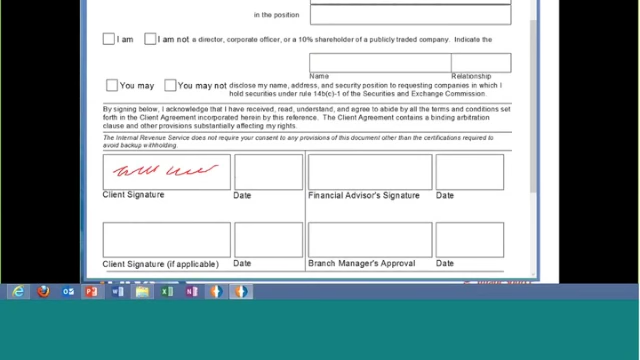 in the position
I am I am not a director, corporate officer, or a 10% shareholder of a publicly traded company. Indicate the
Name Relationship
You may You may not disclose my name, address, and security position to requesting companies in which I
hold securities under rule 14b(c)-1 of the Securities and Exchange Commission.
By signing below, I acknowledge that I have received, read, understand, and agree to abide by all the terms and conditions set
forth in the Client Agreement incorporated herein by this reference. The Client Agreement contains a binding arbitration
clause and other provisions substantially affecting my rights.
The Internal Revenue Service does not require your consent to any provisions of this document other than the certifications required to
avoid backup withholding.
Client Signature Date Financial Advisor's Signature Date
Client Signature (if applicable) Date Branch Manager's Approval Date